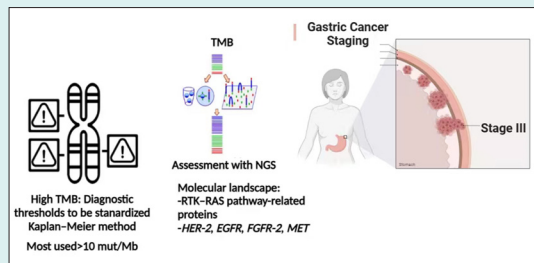 TMB
Assessment with NGS
Molecular landscape:
-RTK–RAS pathway-related
proteins
-HER-2, EGFR, FGFR-2, MET
High TMB: Diagnostic
thresholds to be stanardized
Kaplan–Meier method
Most used>10 mut/Mb
Gastric Cancer
Staging
Stage III